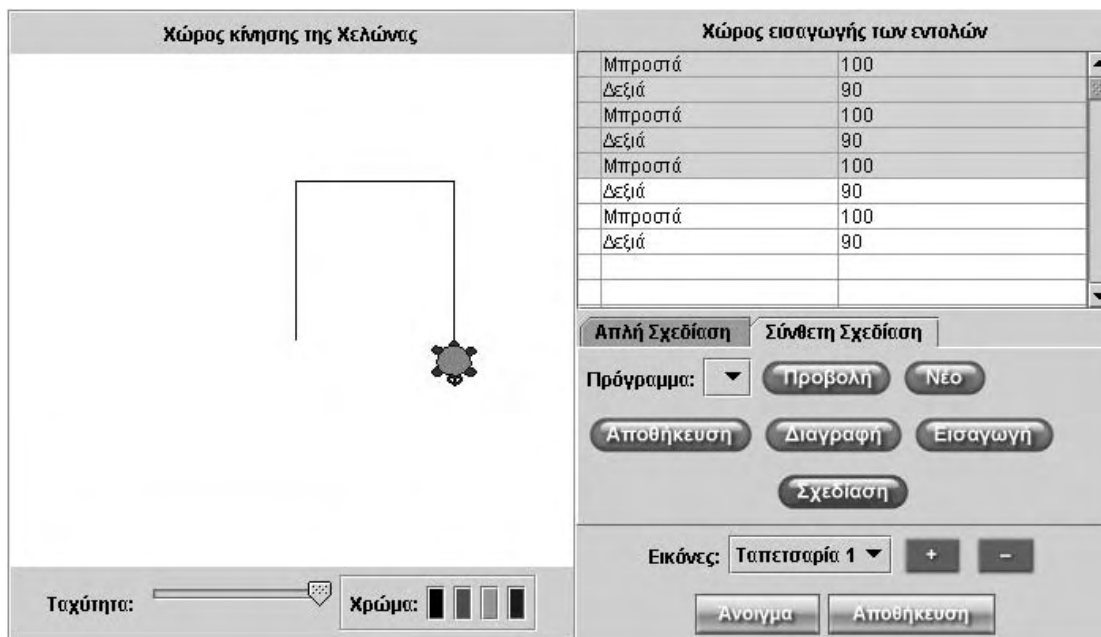 Χώρος κίνησης της Χελώνας
Ταχύτητα:
Χρώμα:
Χώρος εισαγωγής των εντολών
Μπροστά 100
Δεξιά 90
Μπροστά 100
Δεξιά 90
Μπροστά 100
Δεξιά 90
Μπροστά 100
Δεξιά 90
Απλή Σχεδίαση Σύνθετη Σχεδίαση
Πρόγραμμα: Προβολή Νέο
Αποθήκευση Διαγραφή Εισαγωγή
Σχεδίαση
Εικόνες: Ταπετσαρία 1 + -
Άνοιγμα Αποθήκευση